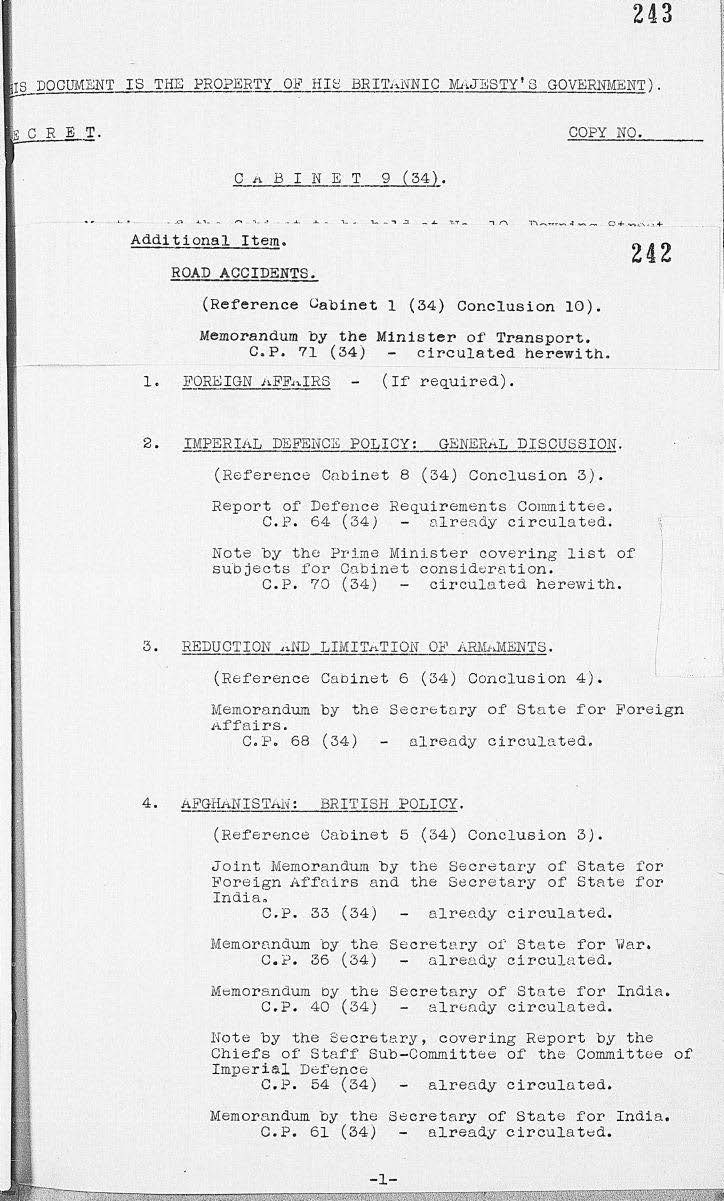 243
IS DOCUMENT IS THE PROPERTY OF HIS BRITANNIC MAJESTY'S GOVERNMENT).
E C R E T.
COPY NO.
C A B I N E T 9 (34).
242
Additional Item.
ROAD ACCIDENTS.
(Reference Cabinet 1 (34) Conclusion 10).
Memorandum by the Minister of Transport.
C.P. 71 (34) - circulated herewith.
1. FOREIGN AFFAIRS - (If required).
2. IMPERIAL DEFENCE POLICY: GENERAL DISCUSSION.
(Reference Cabinet 8 (34) Conclusion 3).
Report of Defence Requirements Committee.
C.P. 64 (34) - already circulated.
Note by the Prime Minister covering list of
subjects for Cabinet consideration.
C.P. 70 (34) - circulated herewith.
3. REDUCTION AND LIMITATION OF ARMAMENTS.
(Reference Cabinet 6 (34) Conclusion 4).
Memorandum by the Secretary of State for Foreign
Affairs.
C.P. 68 (34) - already circulated.
4. AFGHANISTAN: BRITISH POLICY.
(Reference Cabinet 5 (34) Conclusion 3).
Joint Memorandum by the Secretary of State for
Foreign Affairs and the Secretary of State for
India.
C.P. 33 (34) - already circulated.
Memorandum by the Secretary of State for War.
C.P. 36 (34) - already circulated.
Memorandum by the Secretary of State for India.
C.P. 40 (34) - already circulated.
Note by the Secretary, covering Report by the
Chiefs of Staff Sub-Committee of the Committee of
Imperial Defence
C.P. 54 (34) - already circulated.
Memorandum by the Secretary of State for India.
C.P. 61 (34) - already circulated.
-1-